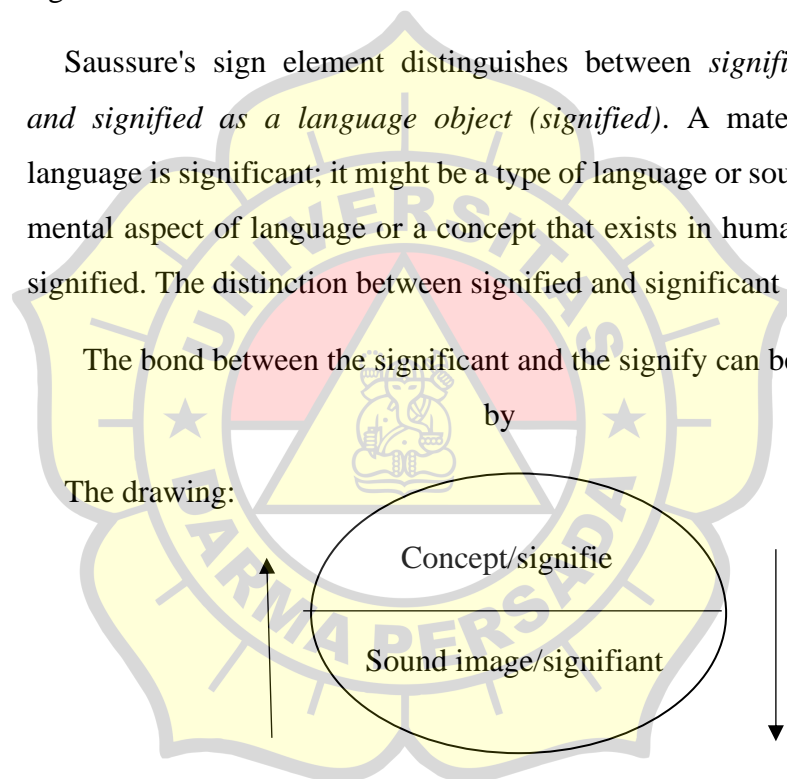 Saussure's sign element distinguishes between signifi
and signified as a language object (signified). A mate
language is significant; it might be a type of language or sou
mental aspect of language or a concept that exists in huma
signified. The distinction between signified and significant
The bond between the significant and the signify can b
by
The drawing:
Concept/signifie
Sound image/signifiant
UNIVERSITAS
DARMA PERSADA